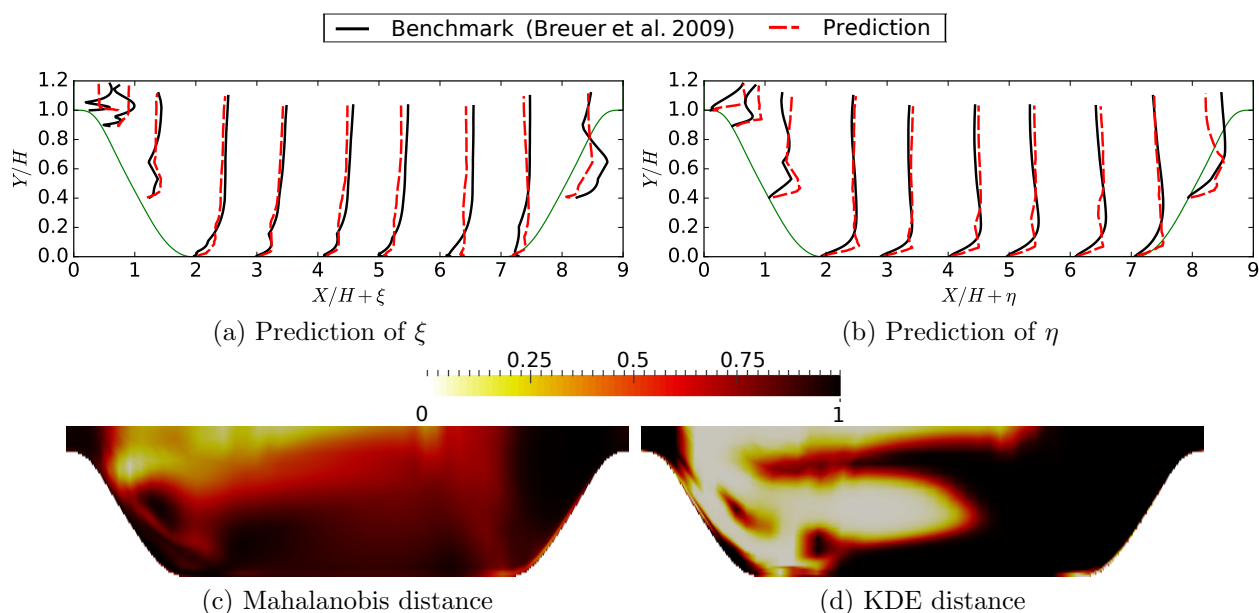 Benchmark (Breuer et al. 2009) Prediction
1.2 1.0 0.8 0.6 0.4 0.2 0.0
Y/H
0 1 2 3 4 5 6 7 8 9
X/H + ξ
(a) Prediction of ξ
1.2 1.0 0.8 0.6 0.4 0.2 0.0
Y/H
0 1 2 3 4 5 6 7 8 9
X/H + η
(b) Prediction of η
0.25 0.5 0.75
0 1
(c) Mahalanobis distance
(d) KDE distance